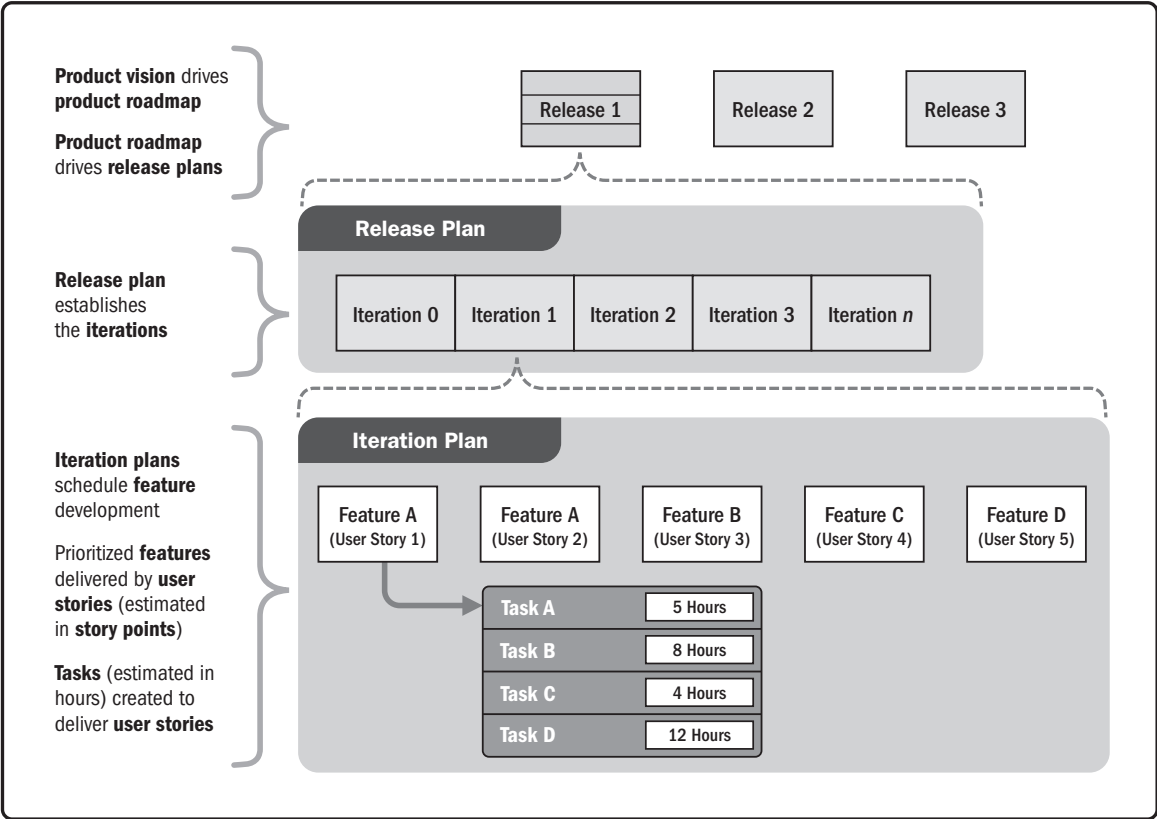 Product vision drives
product roadmap
Product roadmap
drives release plans
Release 1
Release 2
Release 3
Release Plan
Release plan
establishes
the iterations
Iteration 0
Iteration 1
Iteration 2
Iteration 3
Iteration n
Iteration Plan
Iteration plans
schedule feature
development
Prioritized features
delivered by user
stories (estimated
in story points)
Tasks (estimated in
hours) created to
deliver user stories
Feature A
(User Story 1)
Feature A
(User Story 2)
Feature B
(User Story 3)
Feature C
(User Story 4)
Feature D
(User Story 5)
Task A
5 Hours
Task B
8 Hours
Task C
4 Hours
Task D
12 Hours